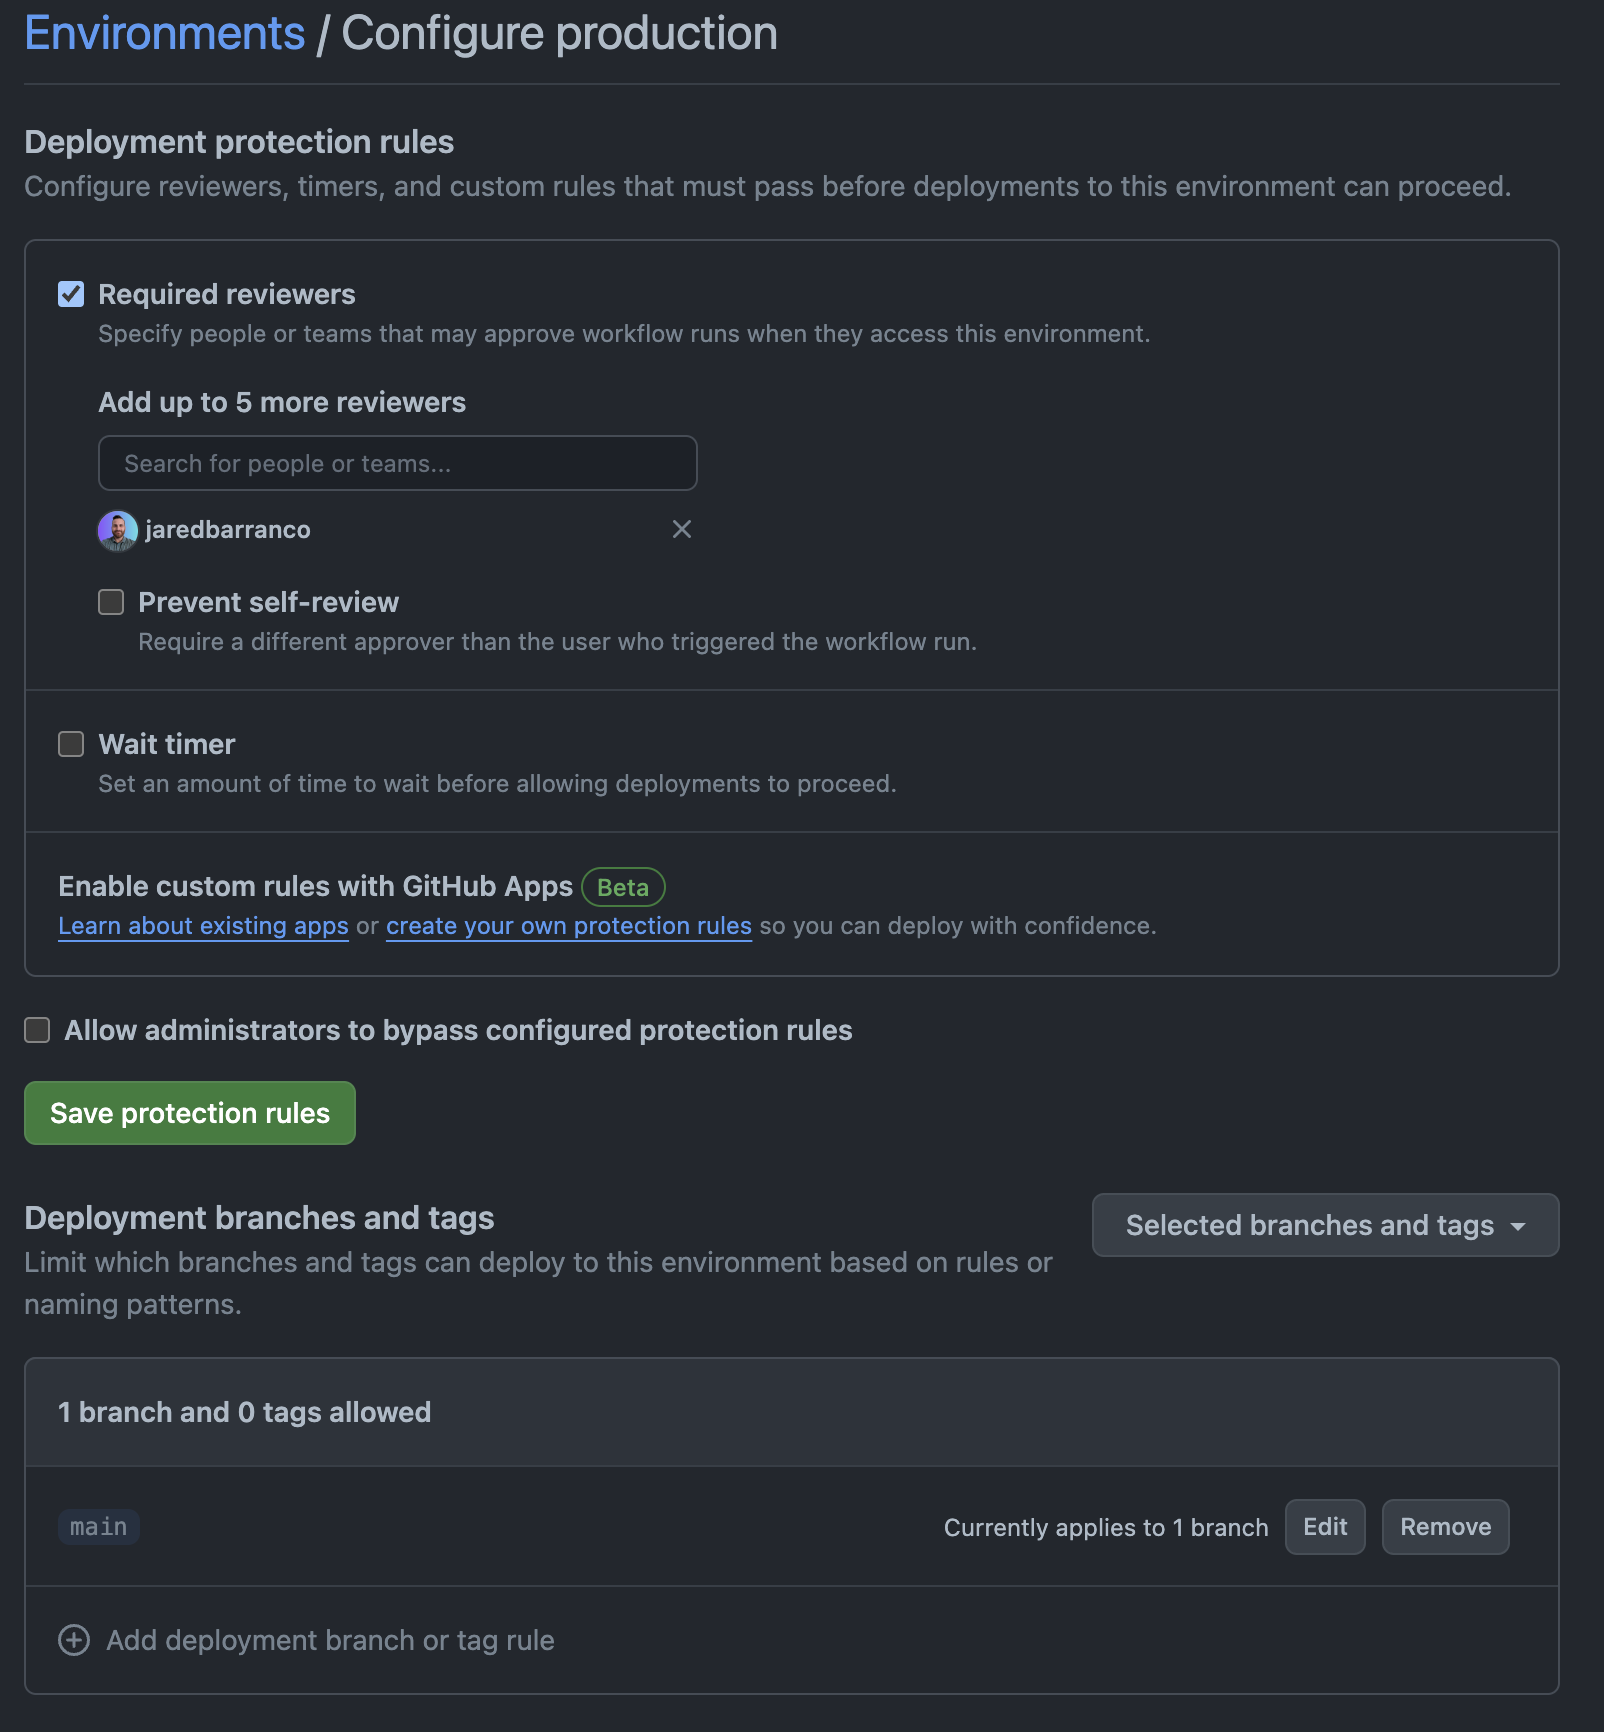 Environments / Configure production
Deployment protection rules
Configure reviewers, timers, and custom rules that must pass before deployments to this environment can proceed.
Required reviewers
Specify people or teams that may approve workflow runs when they access this environment.
Add up to 5 more reviewers
Search for people or teams...
jaredbarranco
Prevent self-review
Require a different approver than the user who triggered the workflow run.
Wait timer
Set an amount of time to wait before allowing deployments to proceed.
Enable custom rules with GitHub Apps Beta
Learn about existing apps or create your own protection rules so you can deploy with confidence.
Allow administrators to bypass configured protection rules
Save protection rules
Deployment branches and tags
Selected branches and tags
Limit which branches and tags can deploy to this environment based on rules or
naming patterns.
1 branch and 0 tags allowed
main Currently applies to 1 branch Edit Remove
Add deployment branch or tag rule